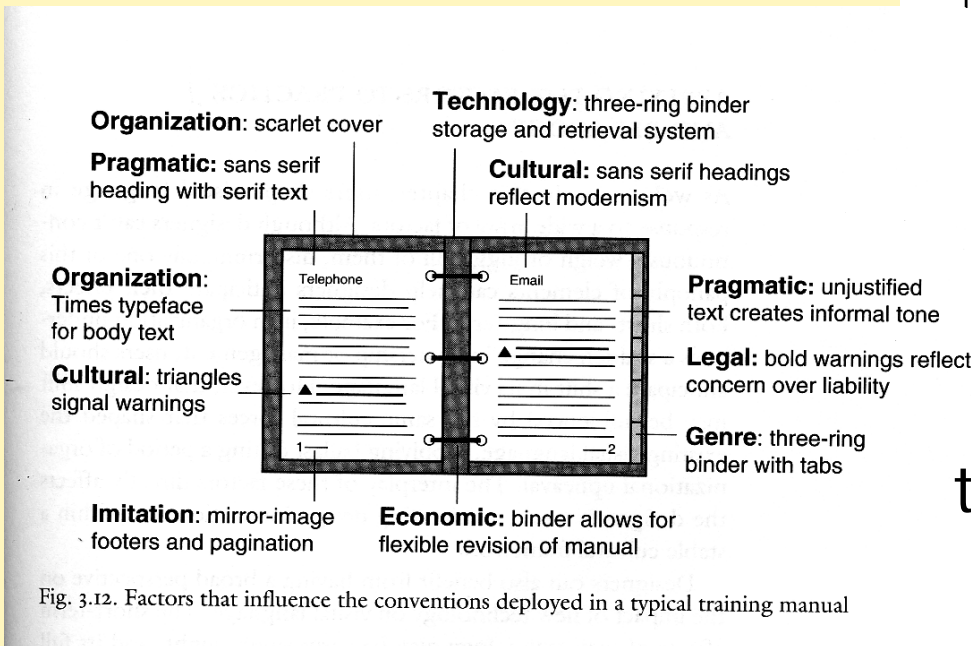 Technology: three-ring binder
storage and retrieval system
Organization: scarlet cover
Pragmatic: sans serif
heading with serif text
Cultural: sans serif headings
reflect modernism
Telephone
Email
Organization:
Times typeface
for body text
Cultural: triangles
signal warnings
Pragmatic: unjustified
text creates informal tone
Legal: bold warnings reflect
concern over liability
Genre: three-ring
binder with tabs
1
2
Imitation: mirror-image
footers and pagination
Economic: binder allows for
flexible revision of manual
Fig. 3.12. Factors that influence the conventions deployed in a typical training manual
t